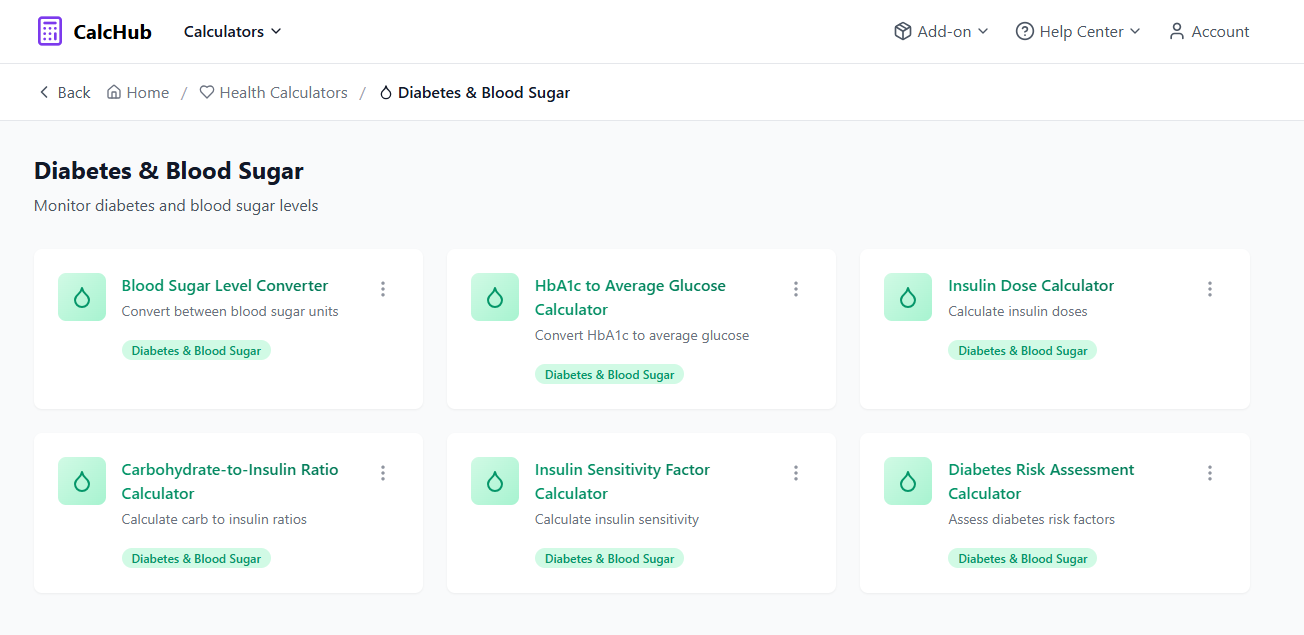 CalcHub
Calculators
Add-on
Help Center
Account
Back
Home / Health Calculators / Diabetes & Blood Sugar
Diabetes & Blood Sugar
Monitor diabetes and blood sugar levels
Blood Sugar Level Converter
Convert between blood sugar units
Diabetes & Blood Sugar
HbA1c to Average Glucose
Calculator
Convert HbA1c to average glucose
Diabetes & Blood Sugar
Insulin Dose Calculator
Calculate insulin doses
Diabetes & Blood Sugar
Carbohydrate-to-Insulin Ratio
Calculator
Calculate carb to insulin ratios
Diabetes & Blood Sugar
Insulin Sensitivity Factor
Calculator
Calculate insulin sensitivity
Diabetes & Blood Sugar
Diabetes Risk Assessment
Calculator
Assess diabetes risk factors
Diabetes & Blood Sugar